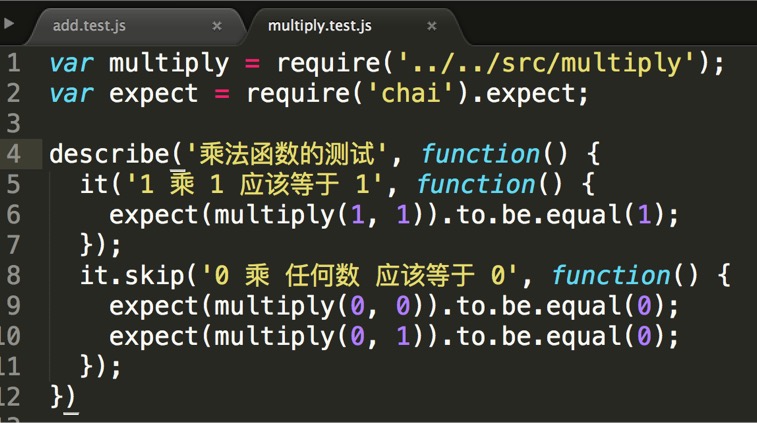 add.test.js × multiply.test.js ×
1 var multiply = require('../../src/multiply');
2 var expect = require('chai').expect;
3
4 describe('乘法函数的测试', function() {
5   it('1 乘 1 应该等于 1', function() {
6     expect(multiply(1, 1)).to.be.equal(1);
7   });
8   it.skip('0 乘 任何数 应该等于 0', function() {
9     expect(multiply(0, 0)).to.be.equal(0);
10     expect(multiply(0, 1)).to.be.equal(0);
11   });
12 })